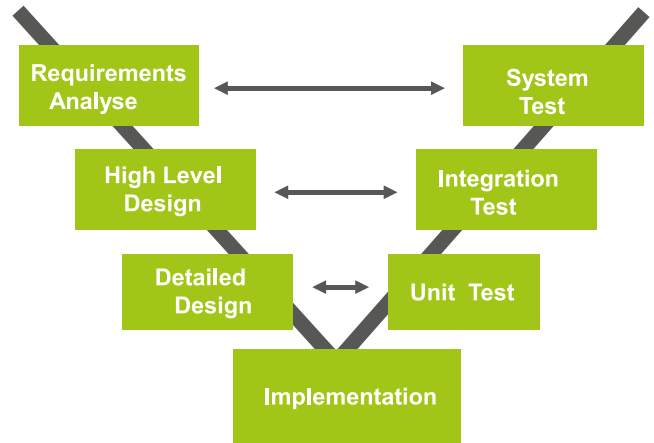 Requirements
Analyse
System
Test
High Level
Design
Integration
Test
Detailed
Design
Unit Test
Implementation